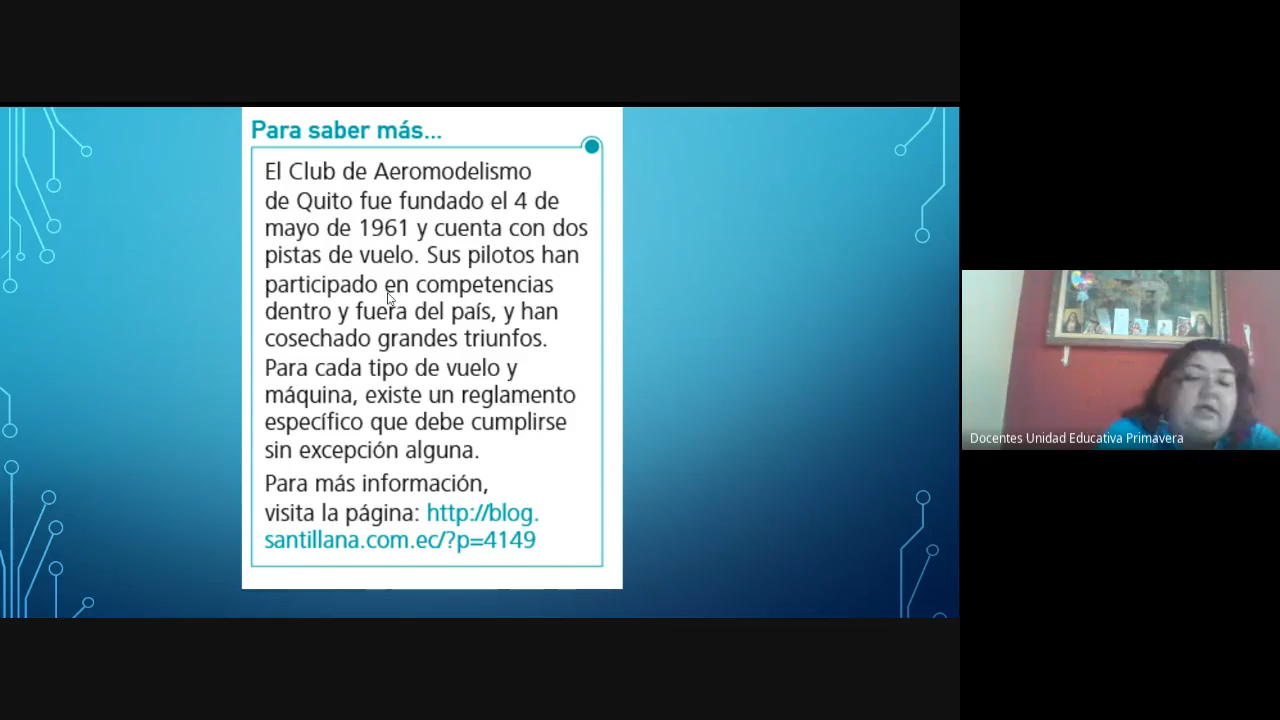 Para saber más...
El Club de Aeromodelismo
de Quito fue fundado el 4 de
mayo de 1961 y cuenta con dos
pistas de vuelo. Sus pilotos han
participado en competencias
dentro y fuera del país, y han
cosechado grandes triunfos.
Para cada tipo de vuelo y
máquina, existe un reglamento
específico que debe cumplirse
sin excepción alguna.
Para más información,
visita la página: http://blog.
santillana.com.ec/?p=4149
Docentes Unidad Educativa Primavera